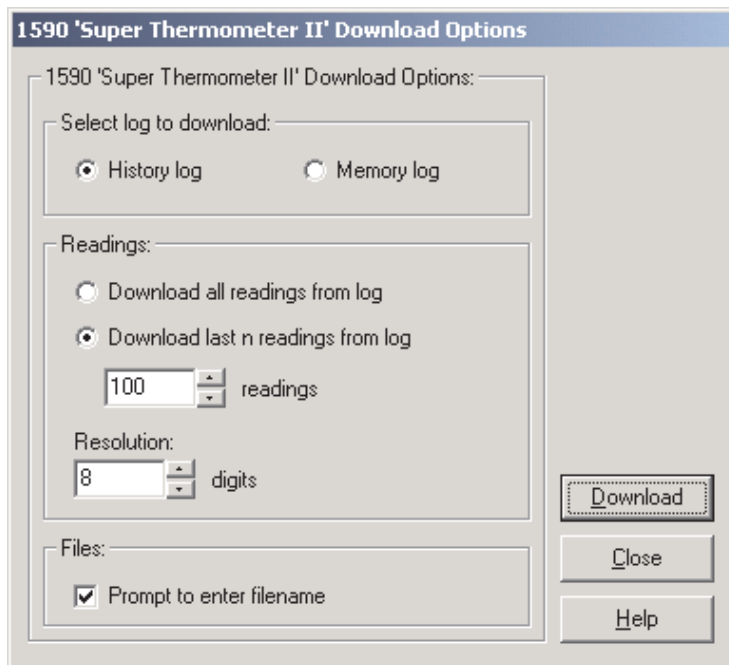 1590 'Super Thermometer II' Download Options
1590 'Super Thermometer II' Download Options:
Select log to download:
History log
Memory log
Readings:
Download all readings from log
Download last n readings from log
100 readings
Resolution:
8 digits
Download
Files:
Close
Prompt to enter filename
Help